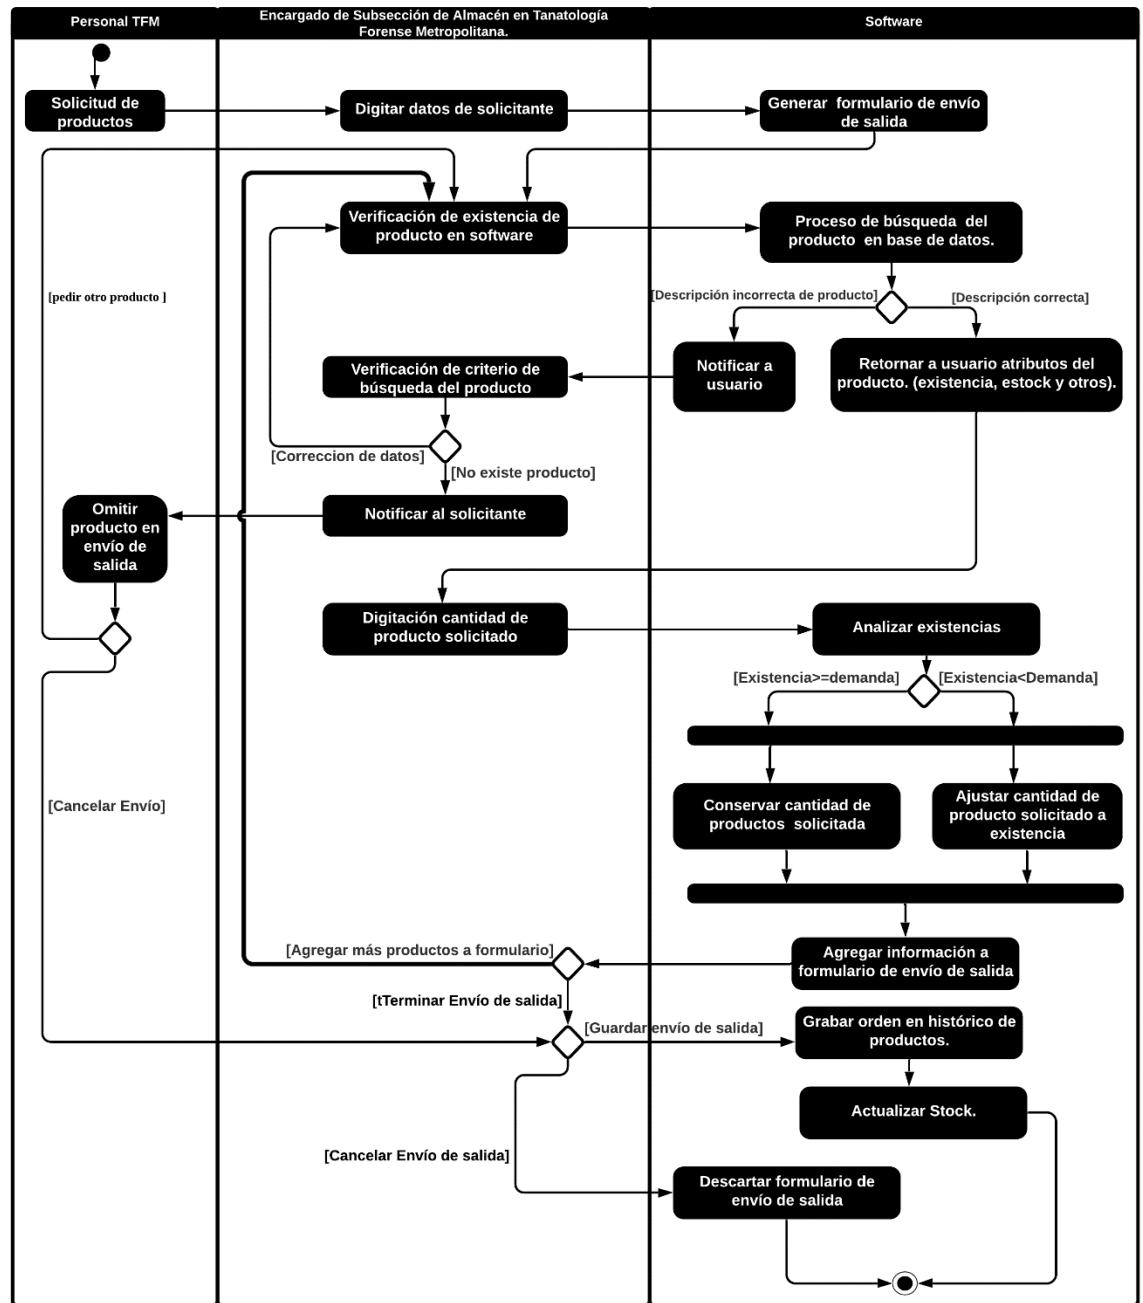 Personal TFM
Encargado de Subsección de Almacén en Tanatología
Forense Metropolitana.
Software
Solicitud de
productos
Digitar datos de solicitante
Generar formulario de envío
de salida
Verificación de existencia de
producto en software
Proceso de búsqueda del
producto en base de datos.
[pedir otro producto ]
[Descripción incorrecta de producto]
[Descripción correcta]
Verificación de criterio de
búsqueda del producto
Notificar a
usuario
Retornar a usuario atributos del
producto. (existencia, estock y otros).
[Correccion de datos]
[No existe producto]
Omitir
producto en
envío de
salida
Notificar al solicitante
Digitación cantidad de
producto solicitado
Analizar existencias
[Existencia>=demanda]
[Existencia<Demanda]
[Cancelar Envío]
Conservar cantidad de
productos solicitada
Ajustar cantidad de
producto solicitado a
existencia
[Agregar más productos a formulario]
Agregar información a
formulario de envío de salida
[tTerminar Envío de salida]
[Guardar envío de salida]
Grabar orden en histórico de
productos.
Actualizar Stock.
[Cancelar Envío de salida]
Descartar formulario de
envío de salida